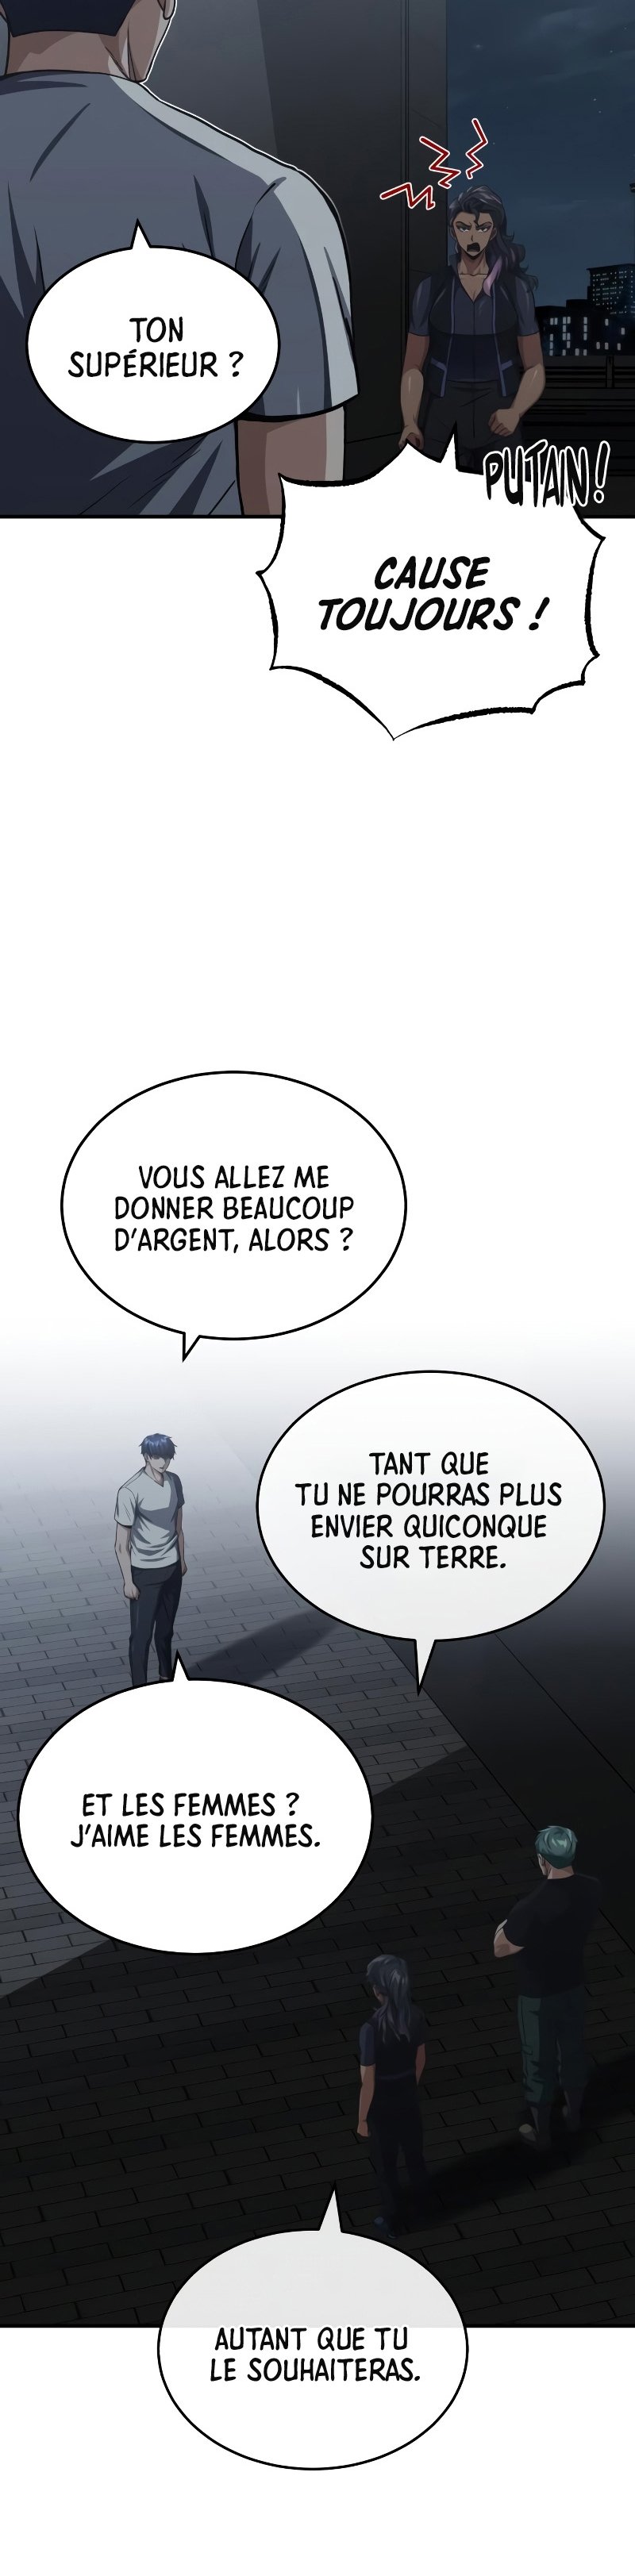 TON
SUPÉRIEUR ?
PUTAIN !
CAUSE
TOUJOURS !
VOUS ALLEZ ME
DONNER BEAUCOUP
D'ARGENT, ALORS ?
TANT QUE
TU NE POURRAS PLUS
ENVIER QUICONQUE
SUR TERRE.
ET LES FEMMES ?
J'AIME LES FEMMES.
AUTANT QUE TU
LE SOUHAITERAS.